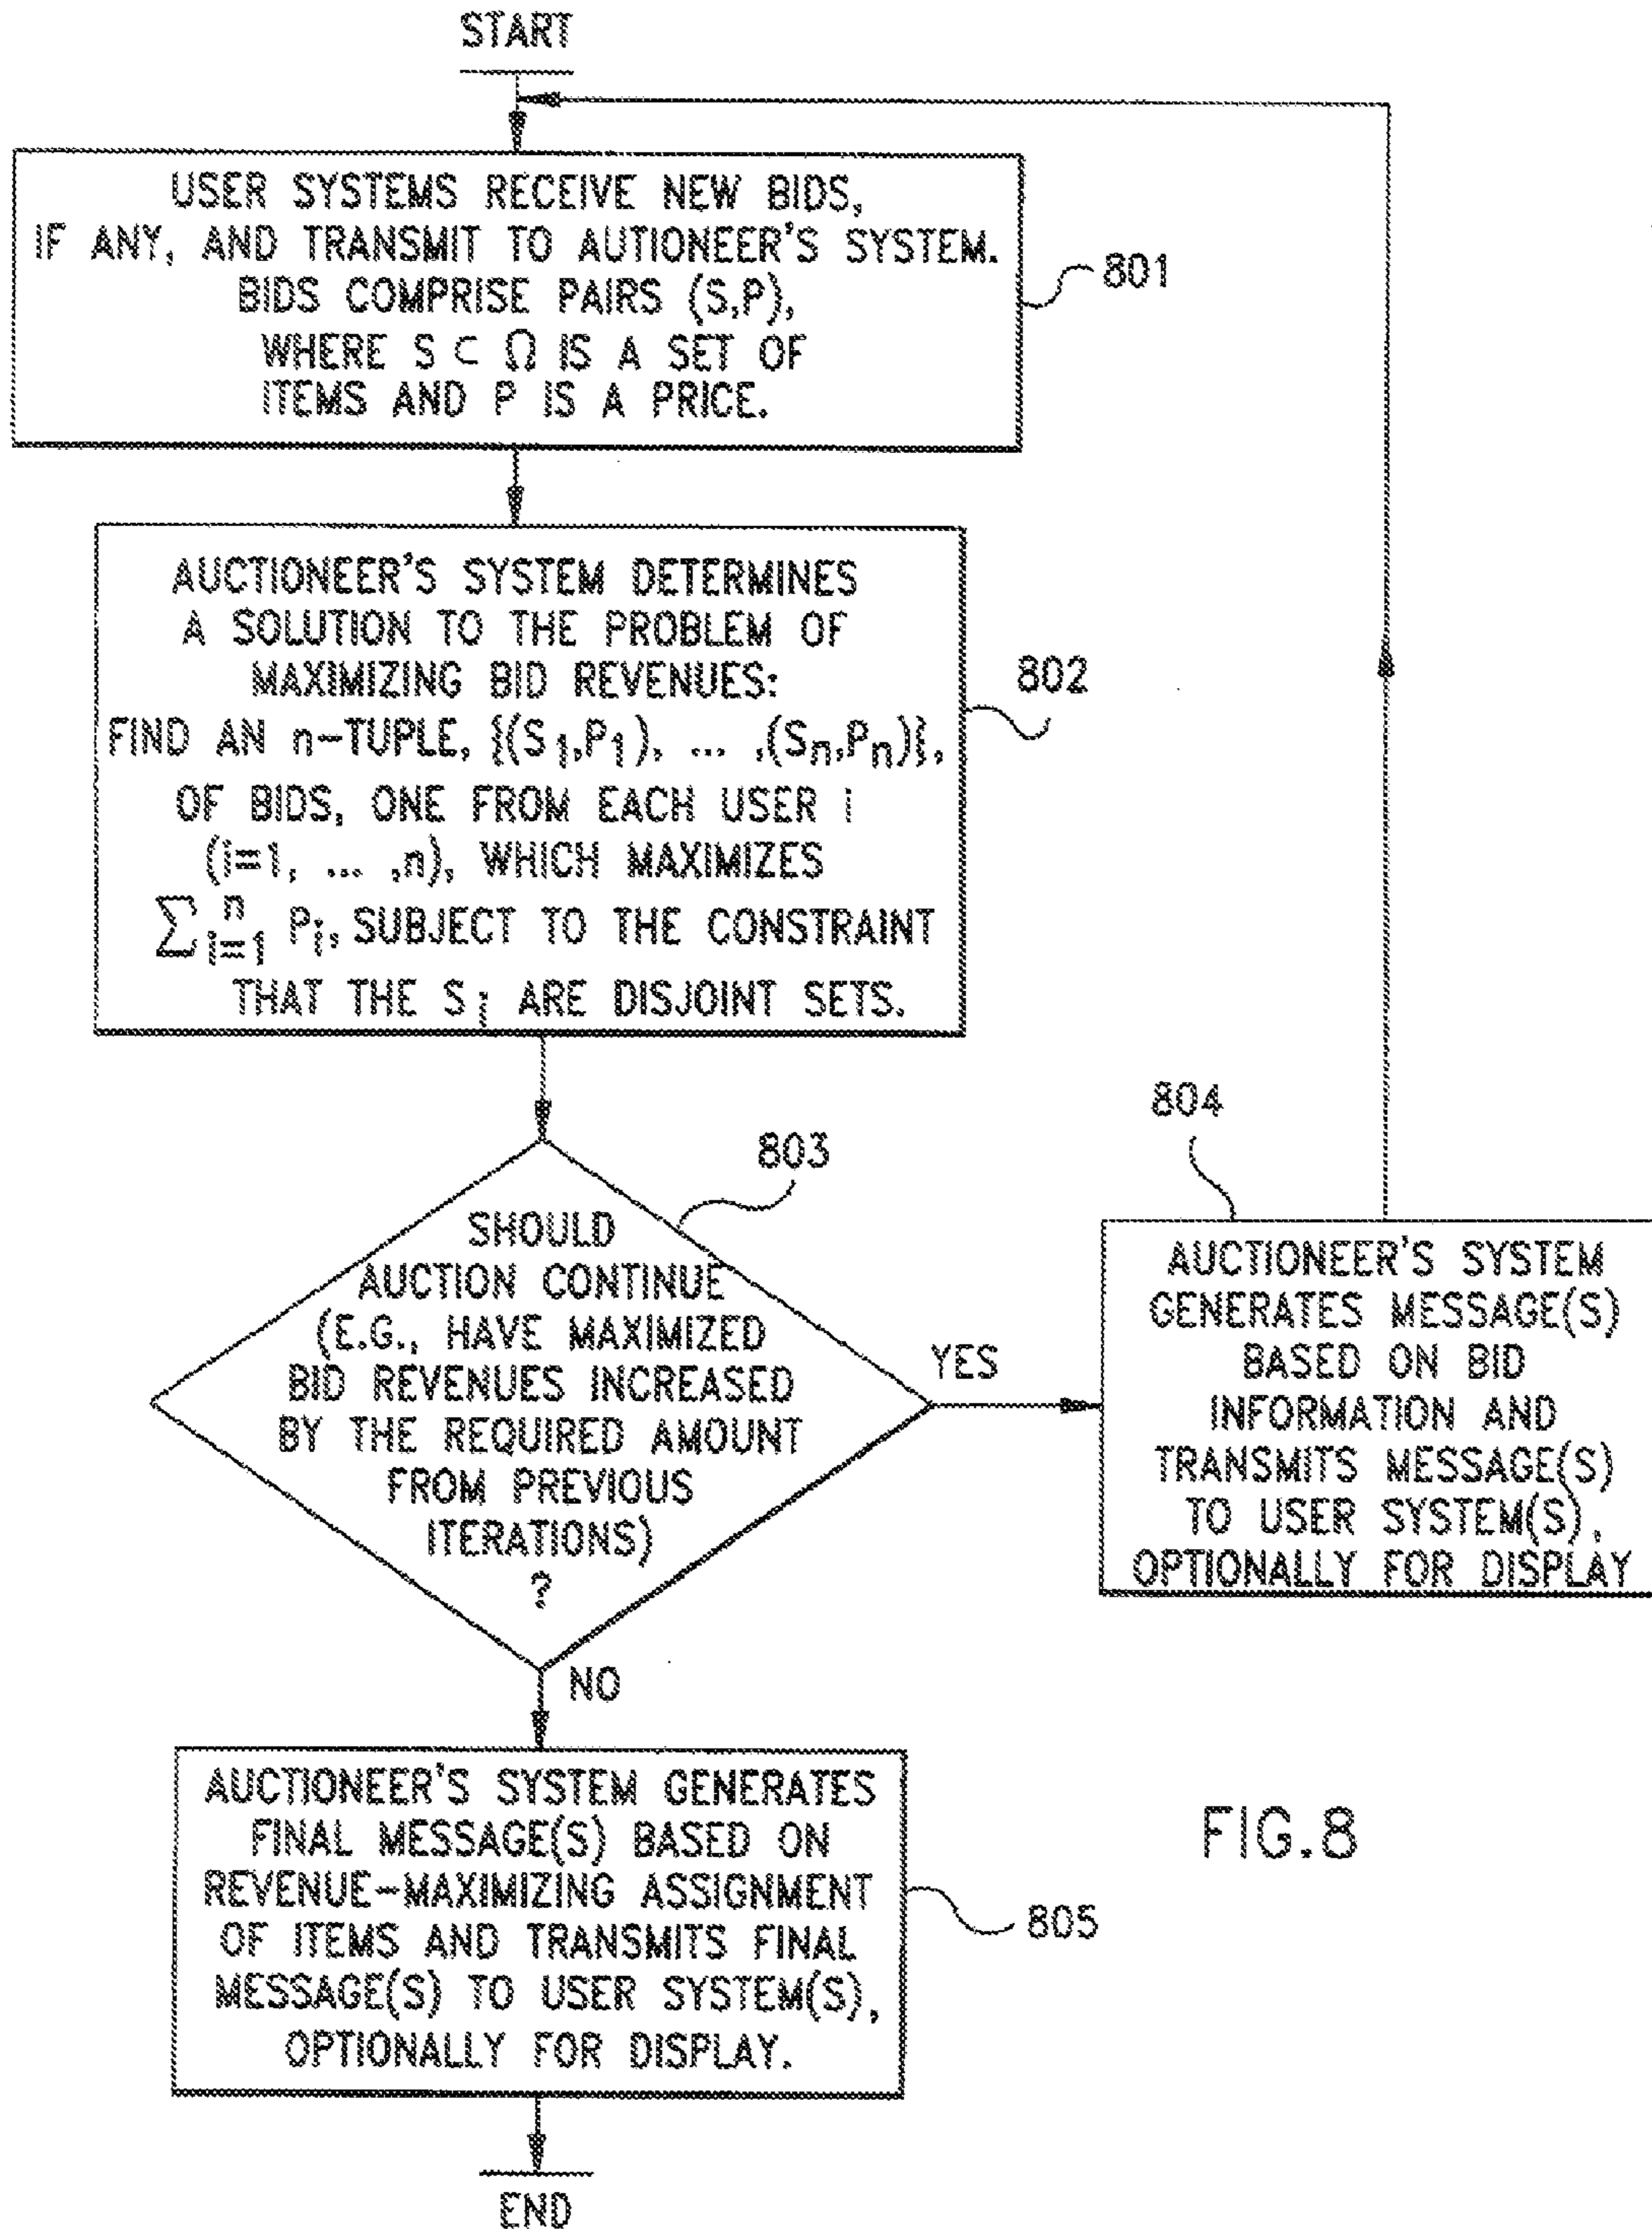 START
USER SYSTEMS RECEIVE NEW BIDS,
IF ANY, AND TRANSMIT TO AUTIONEER'S SYSTEM.
BIDS COMPRISE PAIRS (S,P),
WHERE S ⊂ Ω IS A SET OF
ITEMS AND P IS A PRICE.
801
AUCTIONEER'S SYSTEM DETERMINES
A SOLUTION TO THE PROBLEM OF
MAXIMIZING BID REVENUES:
FIND AN n-TUPLE, {(S1,P1), ... ,(Sn,Pn)},
OF BIDS, ONE FROM EACH USER i
(i=1, ... ,n), WHICH MAXIMIZES
∑ n i=1 Pi, SUBJECT TO THE CONSTRAINT
THAT THE Si ARE DISJOINT SETS.
802
803
SHOULD
AUCTION CONTINUE
(E.G., HAVE MAXIMIZED
BID REVENUES INCREASED
BY THE REQUIRED AMOUNT
FROM PREVIOUS
ITERATIONS)
?
YES
804
AUCTIONEER'S SYSTEM
GENERATES MESSAGE(S)
BASED ON BID
INFORMATION AND
TRANSMITS MESSAGE(S)
TO USER SYSTEM(S),
OPTIONALLY FOR DISPLAY
NO
AUCTIONEER'S SYSTEM GENERATES
FINAL MESSAGE(S) BASED ON
REVENUE-MAXIMIZING ASSIGNMENT
OF ITEMS AND TRANSMITS FINAL
MESSAGE(S) TO USER SYSTEM(S),
OPTIONALLY FOR DISPLAY.
805
END
FIG.8